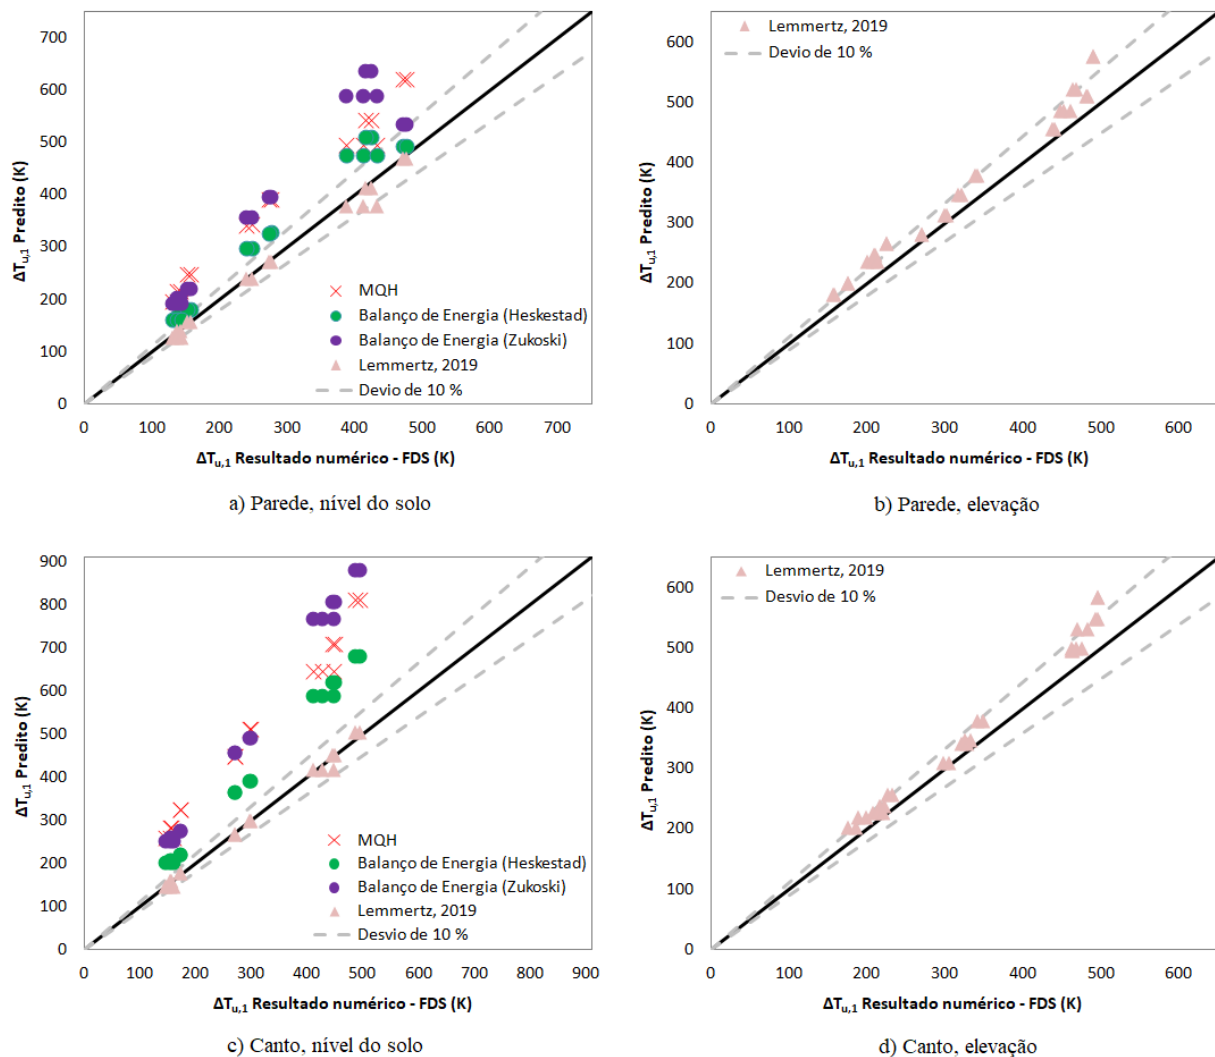 700
600
500
400
300
200
100
0
ΔTu,1 Predito (K)
MQH
Balanço de Energia (Heskestad)
Balanço de Energia (Zukoski)
Lemmertz, 2019
Devio de 10 %
0 100 200 300 400 500 600 700
ΔTu,1 Resultado numérico - FDS (K)
a) Parede, nível do solo
Lemmertz, 2019
Devio de 10 %
600
500
400
300
200
100
0
ΔTu,1 Predito (K)
0 100 200 300 400 500 600
ΔTu,1 Resultado numérico - FDS (K)
b) Parede, elevação
900
800
700
600
500
400
300
200
100
0
ΔTu,1 Predito (K)
MQH
Balanço de Energia (Heskestad)
Balanço de Energia (Zukoski)
Lemmertz, 2019
Desvio de 10 %
0 100 200 300 400 500 600 700 800 900
ΔTu,1 Resultado numérico - FDS (K)
c) Canto, nível do solo
Lemmertz, 2019
Desvio de 10 %
600
500
400
300
200
100
0
ΔTu,1 Predito (K)
0 100 200 300 400 500 600
ΔTu,1 Resultado numérico - FDS (K)
d) Canto, elevação